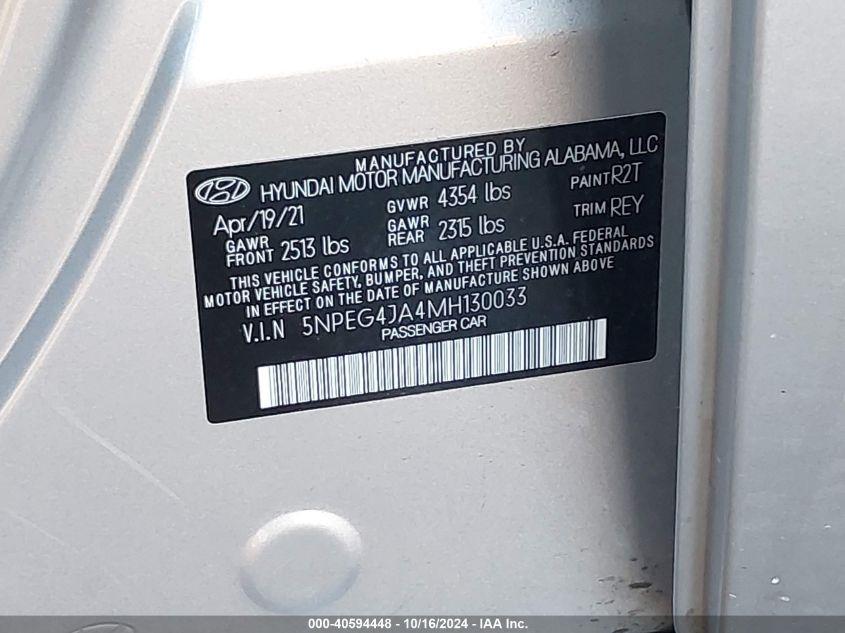 MANUFACTURED BY
HYUNDAI MOTOR MANUFACTURING ALABAMA, LLC
Apr/19/21 GVWR 4354 lbs PAINT R2T
GAWR FRONT 2513 lbs GAWR REAR 2315 lbs TRIM REY
THIS VEHICLE CONFORMS TO ALL APPLICABLE U.S.A. FEDERAL
MOTOR VEHICLE SAFETY, BUMPER, AND THEFT PREVENTION STANDARDS
IN EFFECT ON THE DATE OF MANUFACTURE SHOWN ABOVE
V.I.N 5NPEG4JA4MH130033
PASSENGER CAR
000-40594448 - 10/16/2024 - IAA Inc.